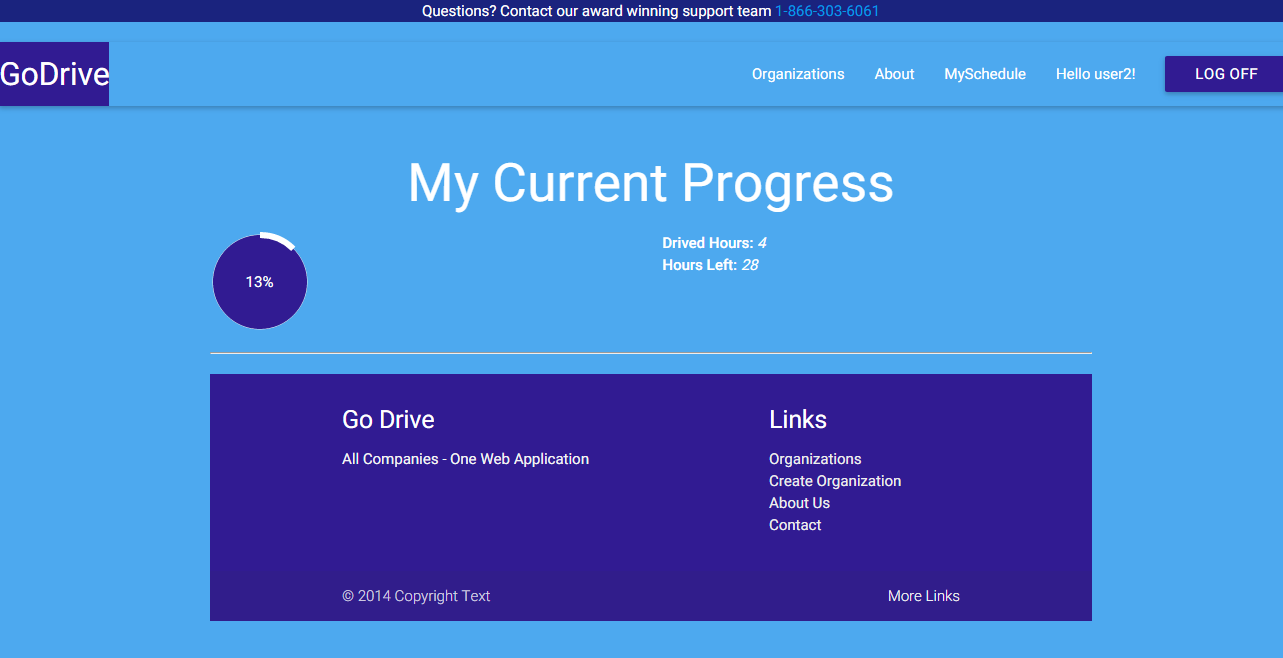 Questions? Contact our award winning support team 1-866-303-6061
GoDrive
Organizations About MySchedule Hello user2! LOG OFF
My Current Progress
13%
Drived Hours: 4
Hours Left: 28
Go Drive
All Companies - One Web Application
Links
Organizations
Create Organization
About Us
Contact
© 2014 Copyright Text
More Links